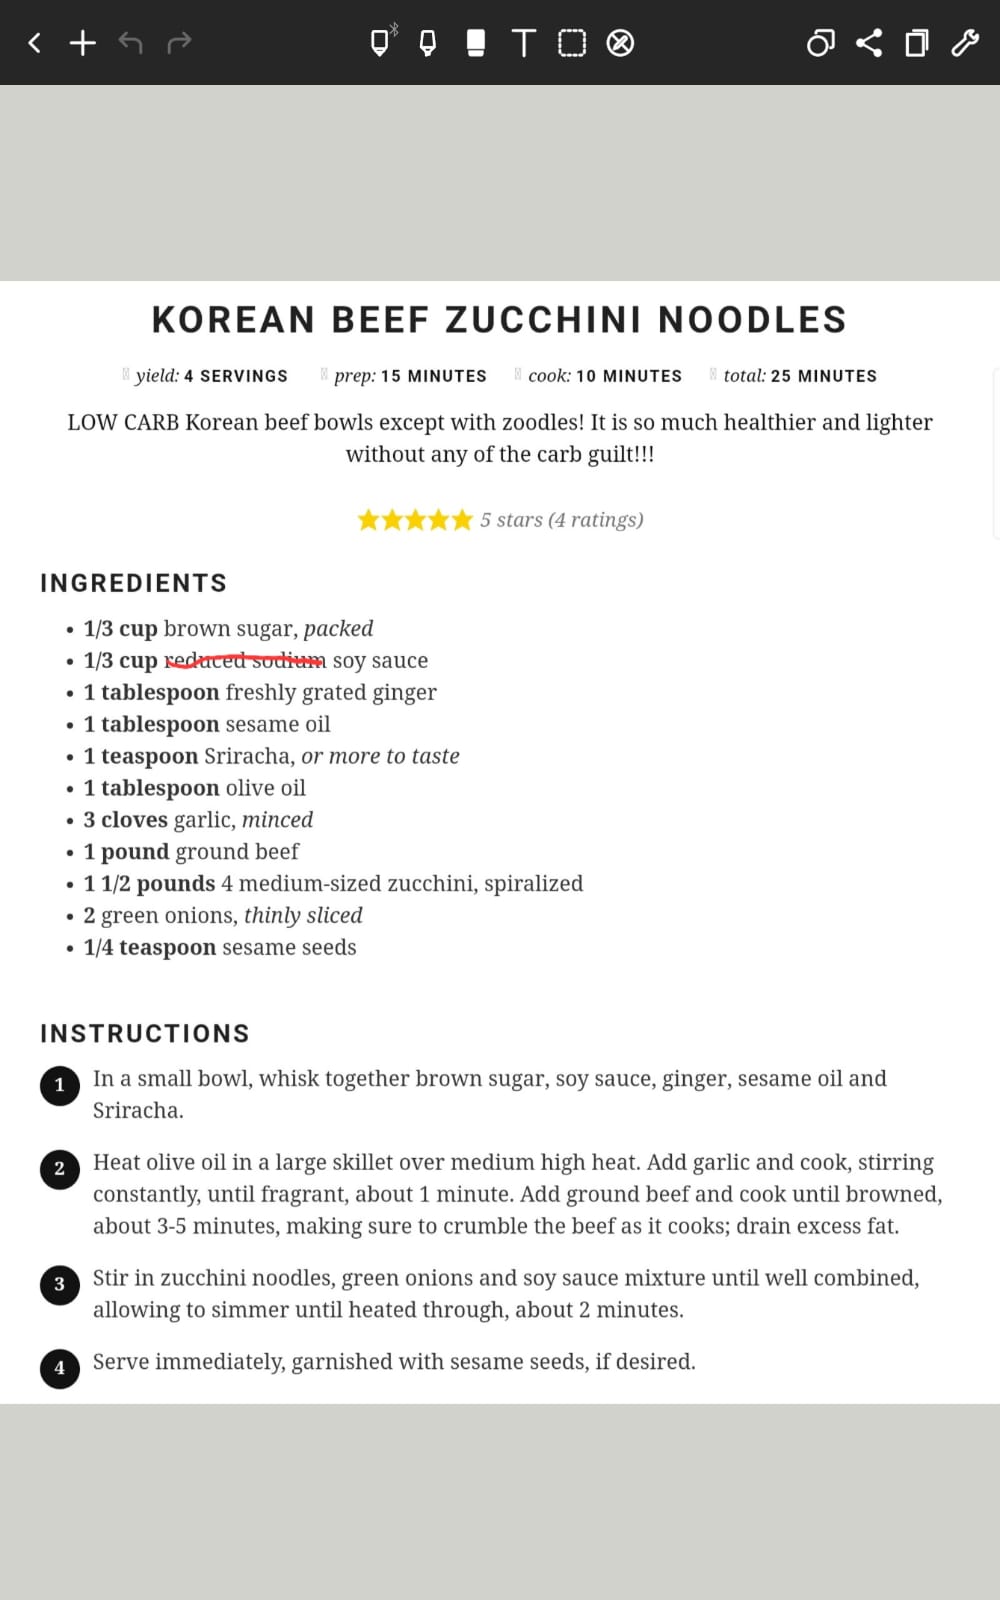 KOREAN BEEF ZUCCHINI NOODLES
yield: 4 SERVINGS prep: 15 MINUTES cook: 10 MINUTES total: 25 MINUTES
LOW CARB Korean beef bowls except with zoodles! It is so much healthier and lighter
without any of the carb guilt!!!
5 stars (4 ratings)
INGREDIENTS
• 1/3 cup brown sugar, packed
• 1/3 cup reduced sodium soy sauce
• 1 tablespoon freshly grated ginger
• 1 tablespoon sesame oil
• 1 teaspoon Sriracha, or more to taste
• 1 tablespoon olive oil
• 3 cloves garlic, minced
• 1 pound ground beef
• 1 1/2 pounds 4 medium-sized zucchini, spiralized
• 2 green onions, thinly sliced
• 1/4 teaspoon sesame seeds
INSTRUCTIONS
1 In a small bowl, whisk together brown sugar, soy sauce, ginger, sesame oil and
Sriracha.
2 Heat olive oil in a large skillet over medium high heat. Add garlic and cook, stirring
constantly, until fragrant, about 1 minute. Add ground beef and cook until browned,
about 3-5 minutes, making sure to crumble the beef as it cooks; drain excess fat.
3 Stir in zucchini noodles, green onions and soy sauce mixture until well combined,
allowing to simmer until heated through, about 2 minutes.
4 Serve immediately, garnished with sesame seeds, if desired.